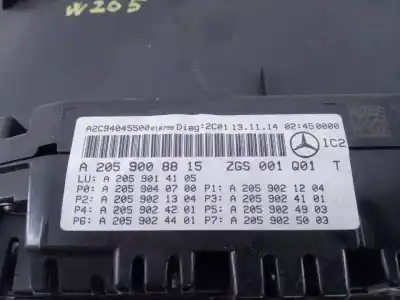 W205
A2C94045500010799 Diag:2C01 13.11.14 02:450000
IC2
A 205 900 88 15 ZGS 001 Q01 T
LU: A 205 901 41 05
P0: A 205 904 07 00 P1: A 205 902 12 04
P2: A 205 902 13 04 P3: A 205 902 41 01
P4: A 205 902 42 01 P5: A 205 902 49 03
P6: A 205 902 44 01 P7: A 205 902 50 03